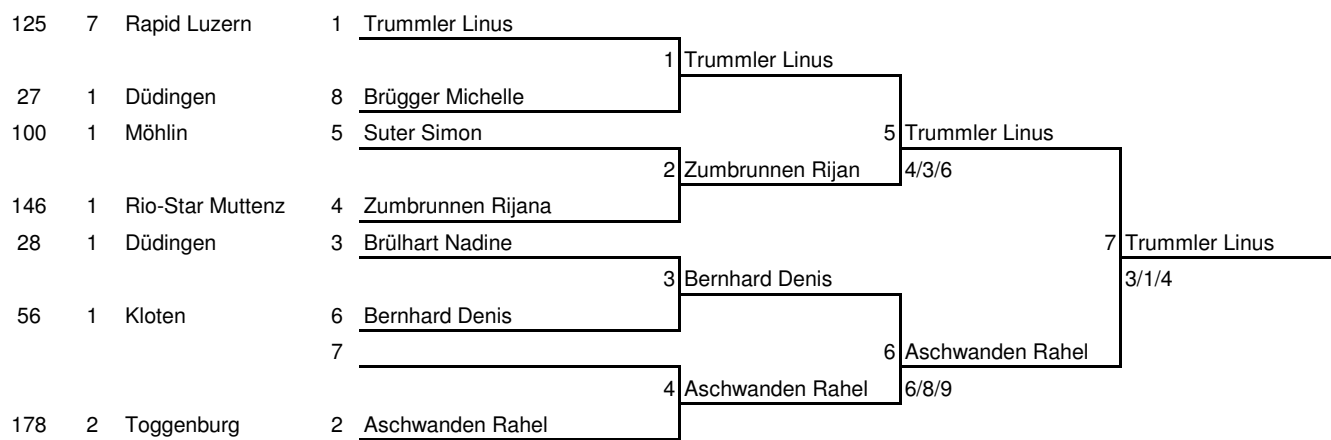 125 7 Rapid Luzern 1 Trummler Linus
1 Trummler Linus
27 1 Düdingen 8 Brügger Michelle
100 1 Möhlin 5 Suter Simon 5 Trummler Linus
2 Zumbrunnen Rijan 4/3/6
146 1 Rio-Star Muttenz 4 Zumbrunnen Rijana
28 1 Düdingen 3 Brülhart Nadine 7 Trummler Linus
3 Bernhard Denis 3/1/4
56 1 Kloten 6 Bernhard Denis
7 6 Aschwanden Rahel
4 Aschwanden Rahel 6/8/9
178 2 Toggenburg 2 Aschwanden Rahel